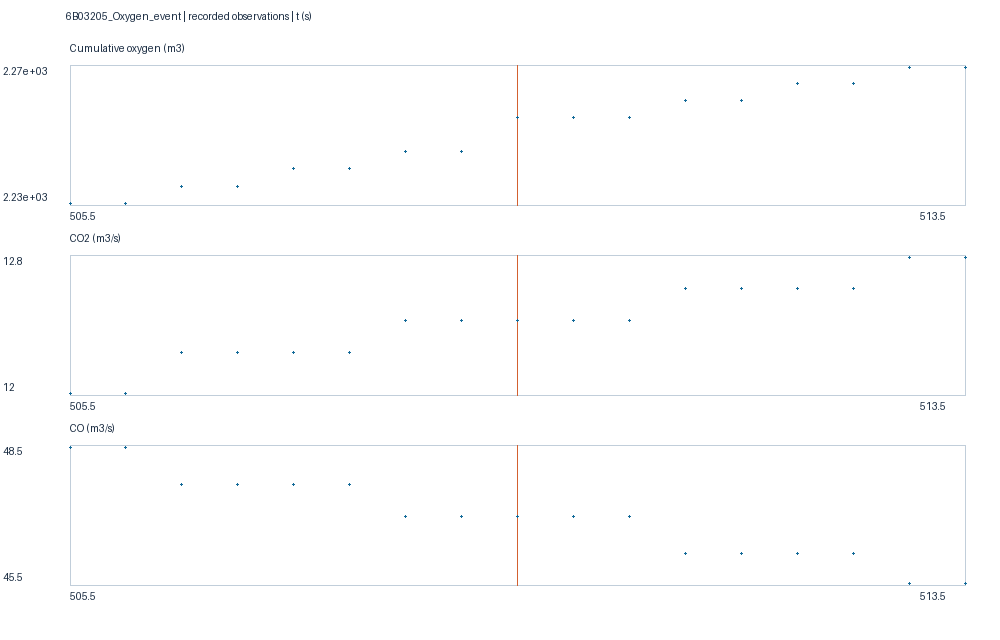 6B03205_Oxygen_event | recorded observations | t (s)
Cumulative oxygen (m3)
2.27e+03
2.23e+03
505.5 513.5
CO2 (m3/s)
12.8
12
505.5 513.5
CO (m3/s)
48.5
45.5
505.5 513.5